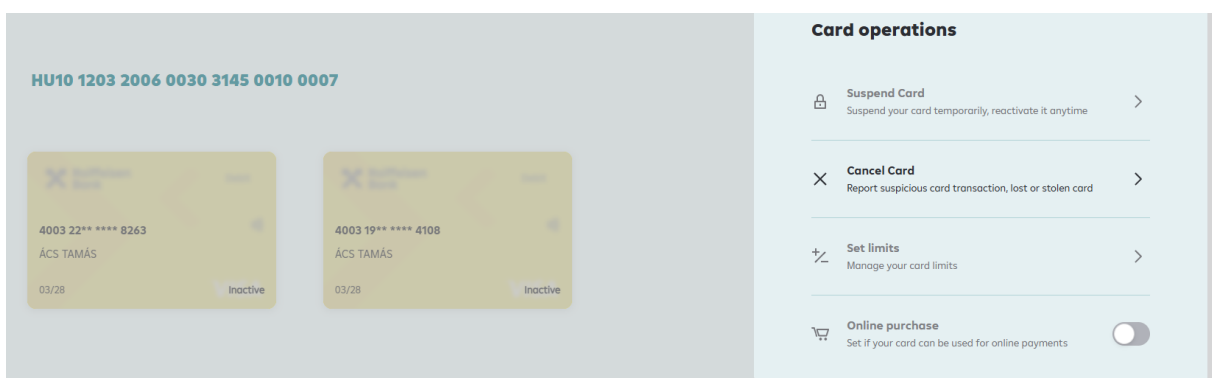 HU10 1203 2006 0030 3145 0010 0007
4003 22** **** 8263
ÁCS TAMÁS
03/28
Inactive
4003 19** **** 4108
ÁCS TAMÁS
03/28
Inactive
Card operations
Suspend Card
Suspend your card temporarily, reactivate it anytime
Cancel Card
Report suspicious card transaction, lost or stolen card
Set limits
Manage your card limits
Online purchase
Set if your card can be used for online payments